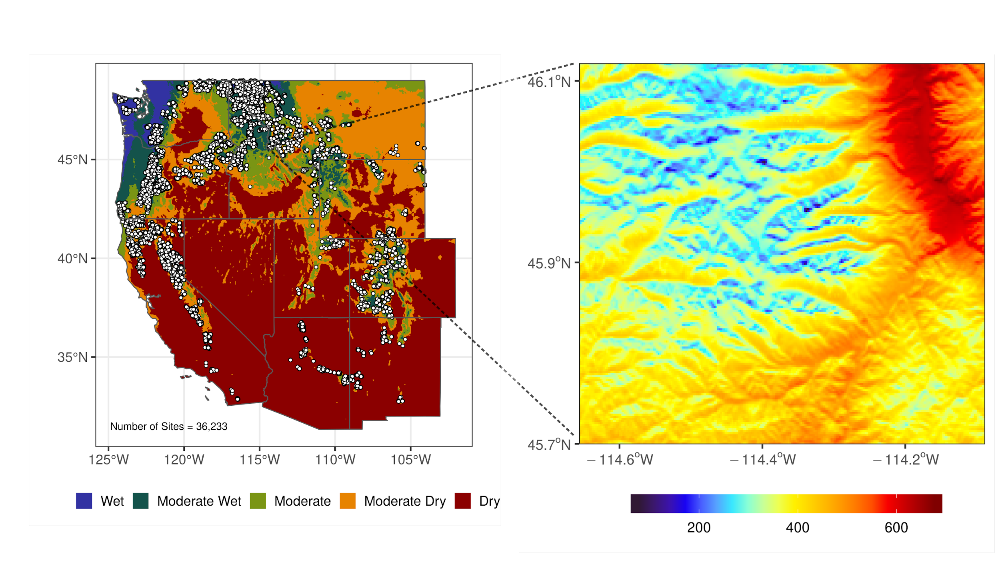 45°N
40°N
35°N
Number of Sites = 36,233
125°W 120°W 115°W 110°W 105°W
Wet Moderate Wet Moderate Moderate Dry Dry
46.1°N
45.9°N
45.7°N
−114.6°W −114.4°W −114.2°W
200 400 600